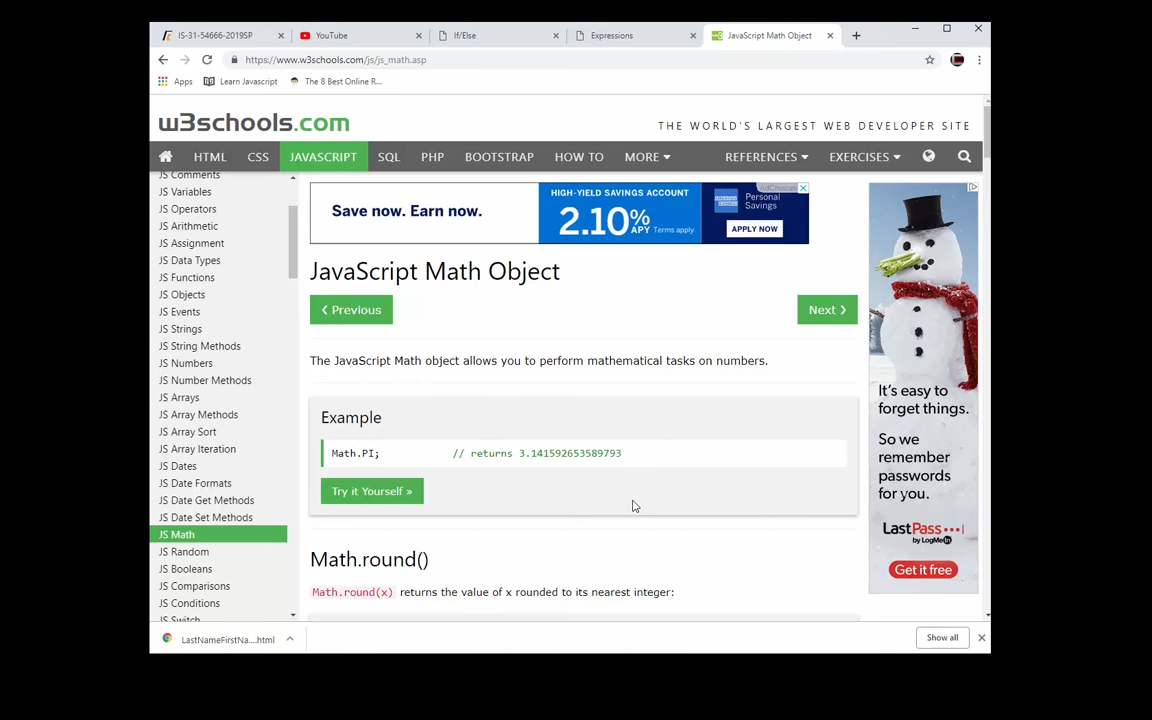 IS-31-54666-2019SP
YouTube
If/Else
Expressions
JavaScript Math Object
https://www.w3schools.com/js/js_math.asp
Apps
Learn Javascript
The 8 Best Online R...
w3schools.com
THE WORLD'S LARGEST WEB DEVELOPER SITE
HTML CSS JAVASCRIPT SQL PHP BOOTSTRAP HOW TO MORE REFERENCES EXERCISES
JS Comments
JS Variables
JS Operators
JS Arithmetic
JS Assignment
JS Data Types
JS Functions
JS Objects
JS Events
JS Strings
JS String Methods
JS Numbers
JS Number Methods
JS Arrays
JS Array Methods
JS Array Sort
JS Array Iteration
JS Dates
JS Date Formats
JS Date Get Methods
JS Date Set Methods
JS Math
JS Random
JS Booleans
JS Comparisons
JS Conditions
JS Switch
Save now. Earn now.
HIGH-YIELD SAVINGS ACCOUNT
2.10% APY Terms apply.
AdChoices
Personal
Savings
APPLY NOW
JavaScript Math Object
❮ Previous
Next ❯
The JavaScript Math object allows you to perform mathematical tasks on numbers.
Example
Math.PI; // returns 3.141592653589793
Try it Yourself »
Math.round()
Math.round(x) returns the value of x rounded to its nearest integer:
It's easy to
forget things.
So we
remember
passwords
for you.
LastPass
by LogMeIn
Get it free
LastNameFirstNa....html
Show all